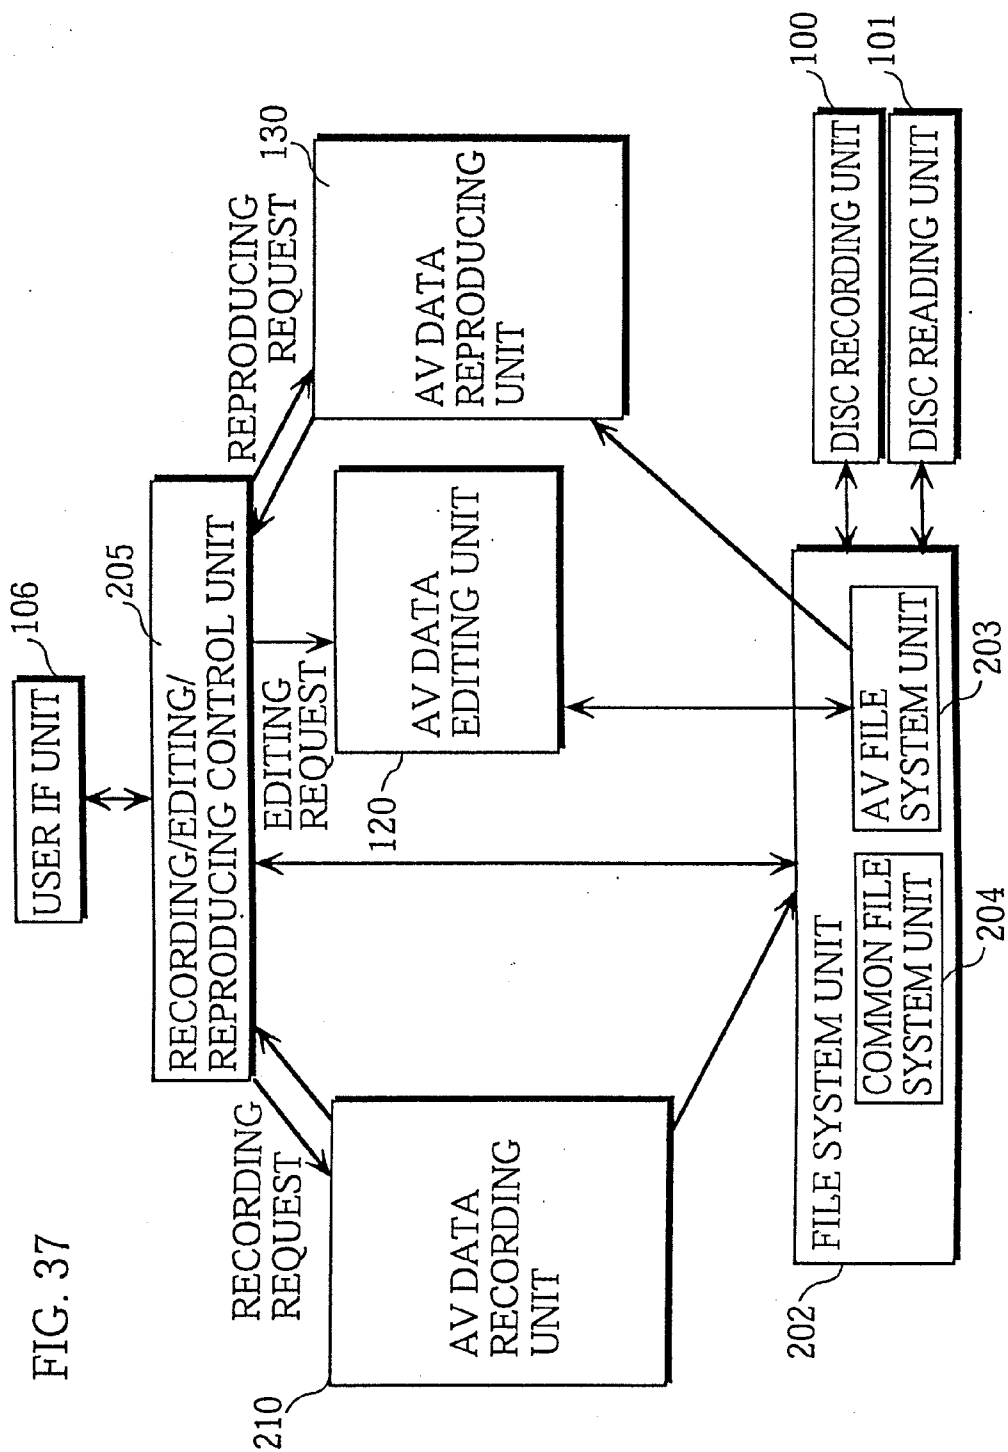 FIG. 37
USER IF UNIT
106
205
RECORDING/EDITING/
REPRODUCING CONTROL UNIT
RECORDING
REQUEST
EDITING
REQUEST
REPRODUCING
REQUEST
210
AV DATA
RECORDING
UNIT
120
AV DATA
EDITING UNIT
130
AV DATA
REPRODUCING
UNIT
202
FILE SYSTEM UNIT
COMMON FILE
SYSTEM UNIT
204
AV FILE
SYSTEM UNIT
203
DISC RECORDING UNIT
100
DISC READING UNIT
101